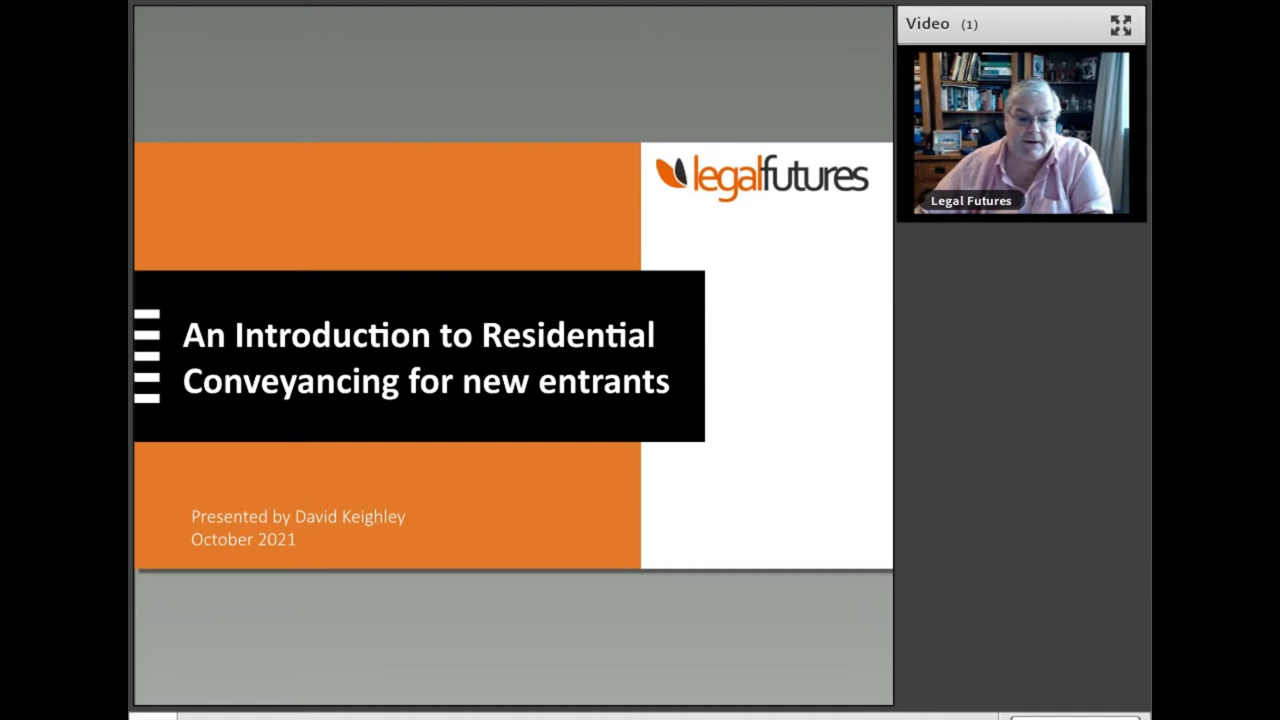 Video (1)
Legal Futures
legalfutures
An Introduction to Residential
Conveyancing for new entrants
Presented by David Keighley
October 2021